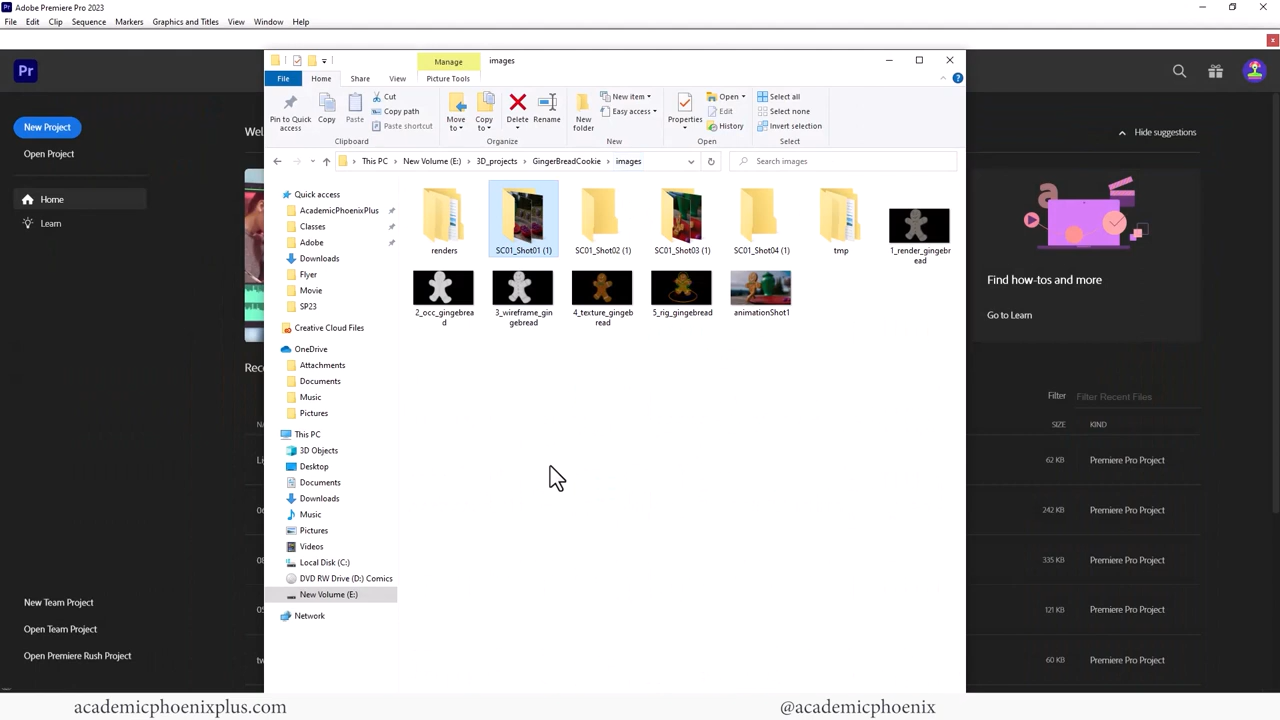 Adobe Premiere Pro 2023
File Edit Clip Sequence Markers Graphics and Titles View Window Help
Manage images
File Home Share View Picture Tools
Pin to Quick access
Copy
Paste
Cut
Copy path
Paste shortcut
Clipboard
Move to
Copy to
Delete
Rename
Organize
New folder
New item
Easy access
New
Properties
Open
Edit
History
Open
Select all
Select none
Invert selection
Select
This PC > New Volume (E:) > 3D_projects > GingerBreadCookie > images
Search images
Quick access
AcademicPhoenixPlus
Classes
Adobe
Downloads
Flyer
Movie
SP23
Creative Cloud Files
OneDrive
Attachments
Documents
Music
Pictures
This PC
3D Objects
Desktop
Documents
Downloads
Music
Pictures
Videos
Local Disk (C:)
DVD RW Drive (D:) Comics
New Volume (E:)
Network
renders
SC01_Shot01 (1)
SC01_Shot02 (1)
SC01_Shot03 (1)
SC01_Shot04 (1)
tmp
1_render_gingebr
ead
2_occ_gingebrea
d
3_wireframe_gin
gebread
4_texture_gingeb
read
5_rig_gingebread
animationShot1
Pr
New Project
Open Project
Home
Learn
New Team Project
Open Team Project
Open Premiere Rush Project
Hide suggestions
Find how-tos and more
Go to Learn
Filter Filter Recent Files
SIZE KIND
62 KB Premiere Pro Project
242 KB Premiere Pro Project
335 KB Premiere Pro Project
121 KB Premiere Pro Project
60 KB Premiere Pro Project
academicphoenixplus.com
@academicphoenix